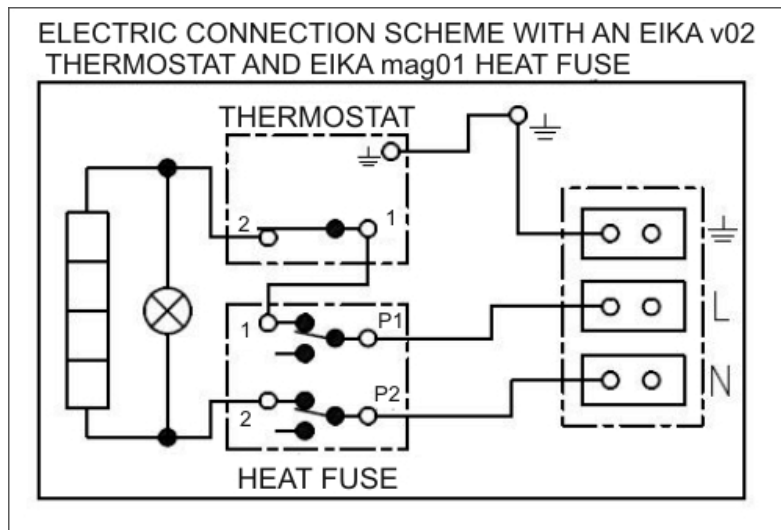 ELECTRIC CONNECTION SCHEME WITH AN EIKA v02
THERMOSTAT AND EIKA mag01 HEAT FUSE
THERMOSTAT
2 1
1 P1
L
2 P2
N
HEAT FUSE